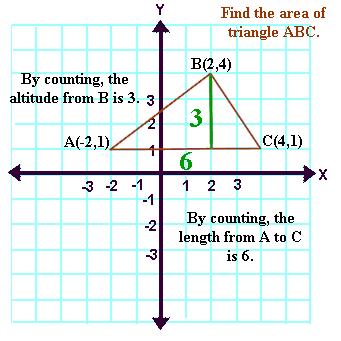 Y
Find the area of
triangle ABC.
B(2,4)
By counting, the
altitude from B is 3.
3
3
2
A(-2,1)
1
C(4,1)
6
X
-3 -2 -1 1 2 3
-1
-2
-3
By counting, the
length from A to C
is 6.